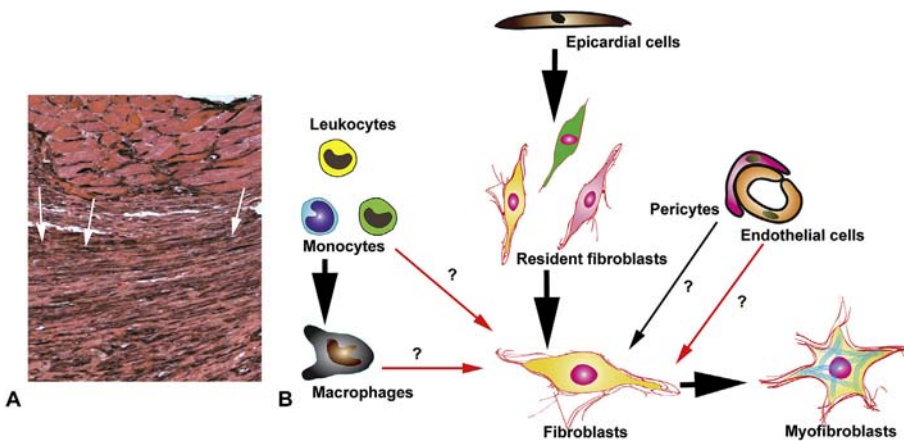 Epicardial cells
Leukocytes
Monocytes
Pericytes
Endothelial cells
Resident fibroblasts
?
?
?
?
Macrophages
Fibroblasts
Myofibroblasts
A
B